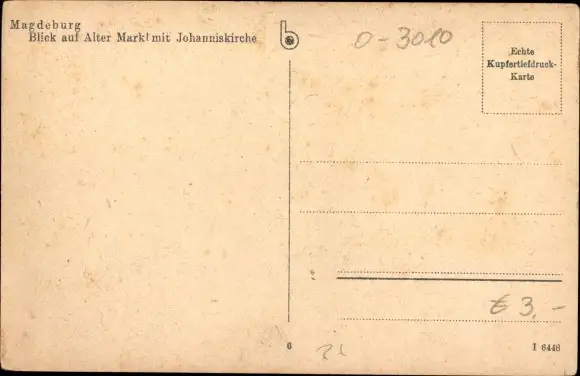 Magdeburg
Blick auf Alter Markt mit Johanniskirche
b
O-3010
Echte
Kupfertiefdruck-
Karte
€ 3,-
6
I 6446